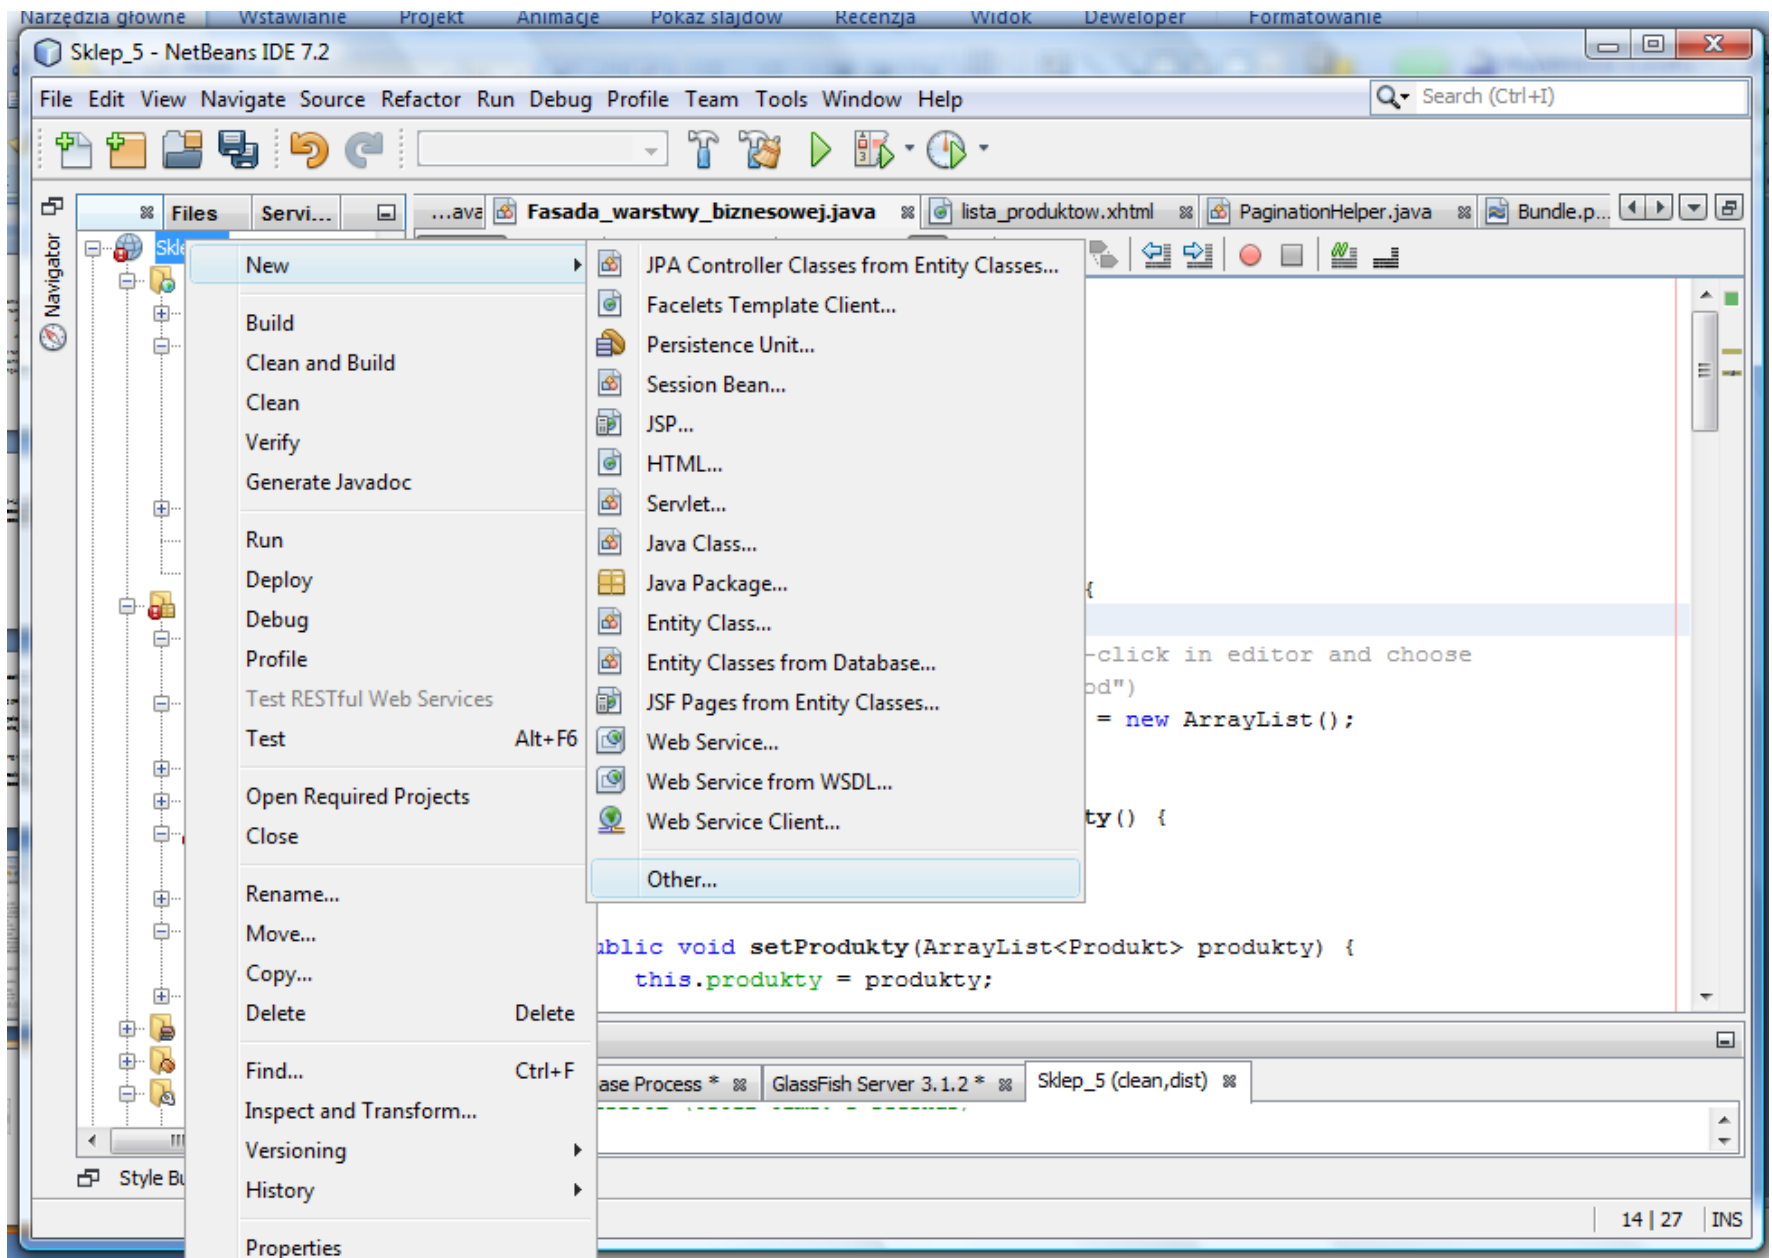 Narzędzia główne Wstawianie Projekt Animacje Pokaz slajdów Recenzja Widok Deweloper Formatowanie
Sklep_5 - NetBeans IDE 7.2
File Edit View Navigate Source Refactor Run Debug Profile Team Tools Window Help
Search (Ctrl+I)
Files Servi... ...ava Fasada_warstwy_biznesowej.java lista_produktow.xhtml PaginationHelper.java Bundle.p...
Navigator
New
Build
Clean and Build
Clean
Verify
Generate Javadoc
Run
Deploy
Debug
Profile
Test RESTful Web Services
Test Alt+F6
Open Required Projects
Close
Rename...
Move...
Copy...
Delete Delete
Find... Ctrl+F
Inspect and Transform...
Versioning
History
Properties
JPA Controller Classes from Entity Classes...
Facelets Template Client...
Persistence Unit...
Session Bean...
JSP...
HTML...
Servlet...
Java Class...
Java Package...
Entity Class...
Entity Classes from Database...
JSF Pages from Entity Classes...
Web Service...
Web Service from WSDL...
Web Service Client...
Other...
{
-click in editor and choose
od")
= new ArrayList();
ty() {
ublic void setProdukty(ArrayList<Produkt> produkty) {
this.produkty = produkty;
ase Process * GlassFish Server 3.1.2 * Sklep_5 (clean,dist)
Style Bu
14 | 27 INS